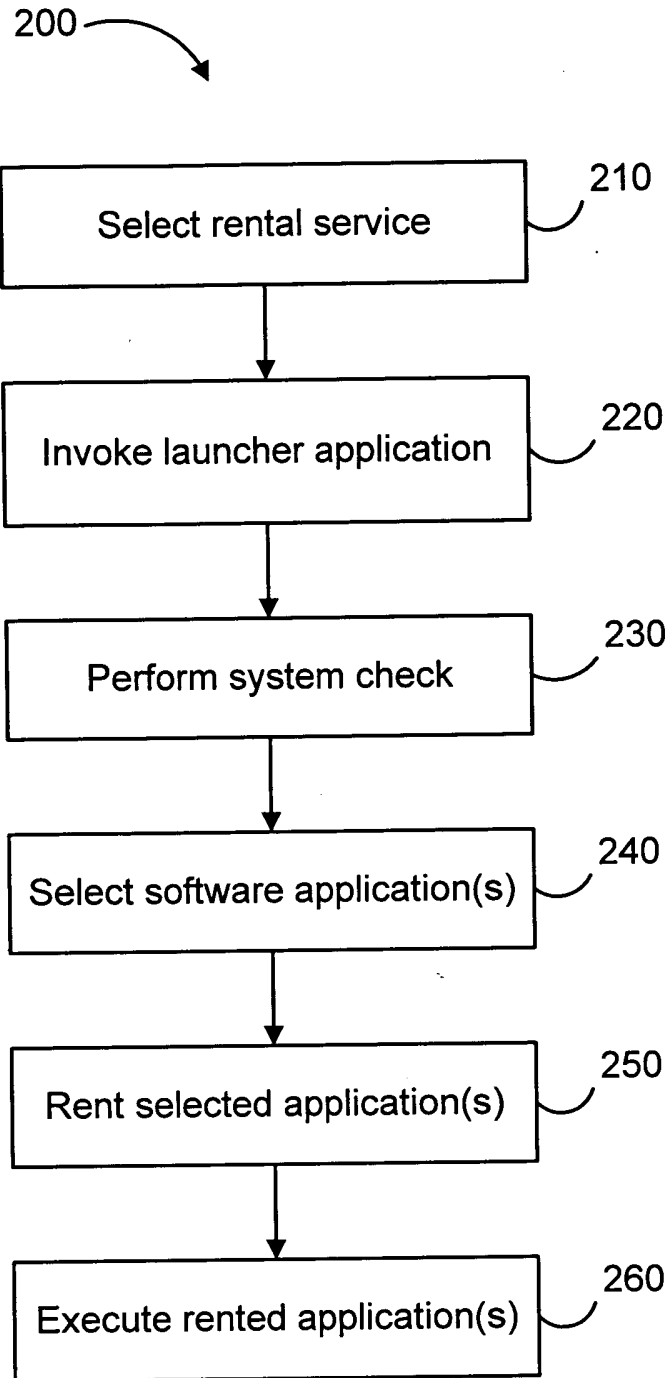 200
210
Select rental service
220
Invoke launcher application
230
Perform system check
240
Select software application(s)
250
Rent selected application(s)
260
Execute rented application(s)